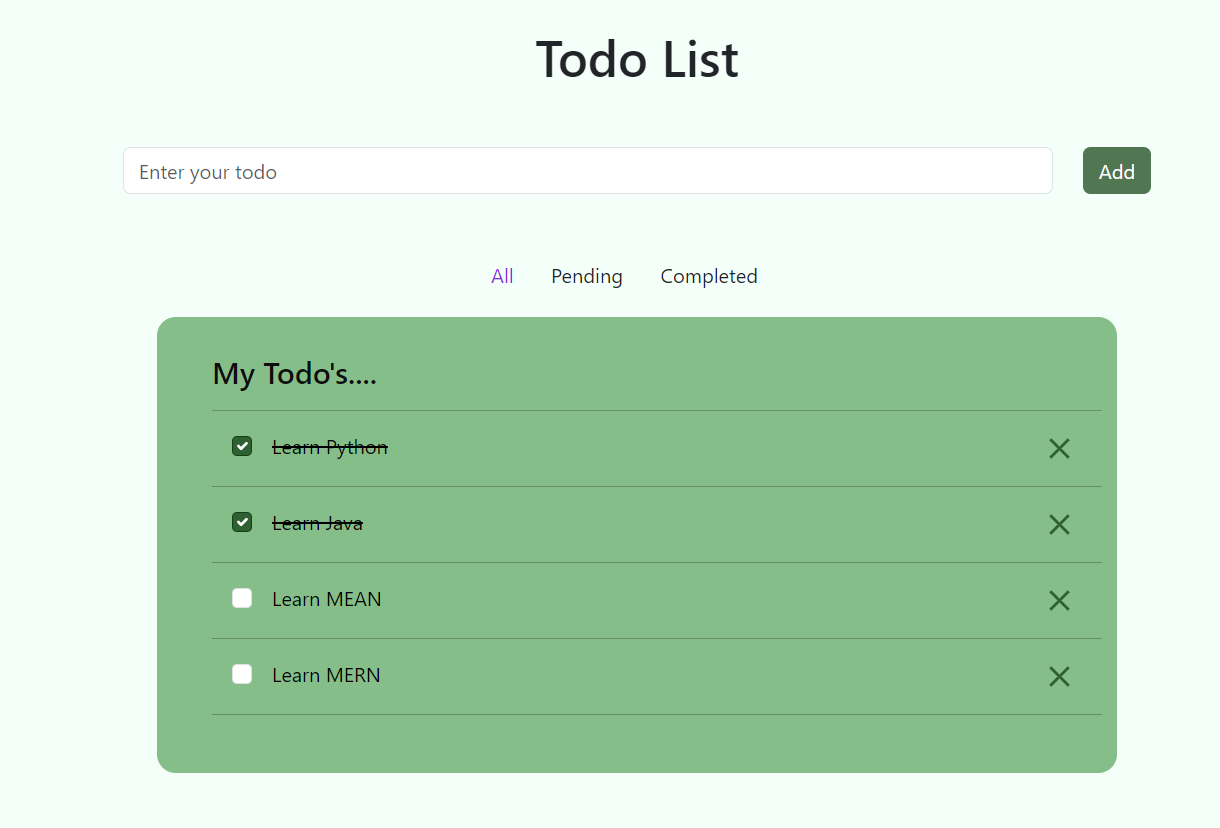 Todo List
Enter your todo
Add
All Pending Completed
My Todo's....
Learn Python
Learn Java
Learn MEAN
Learn MERN